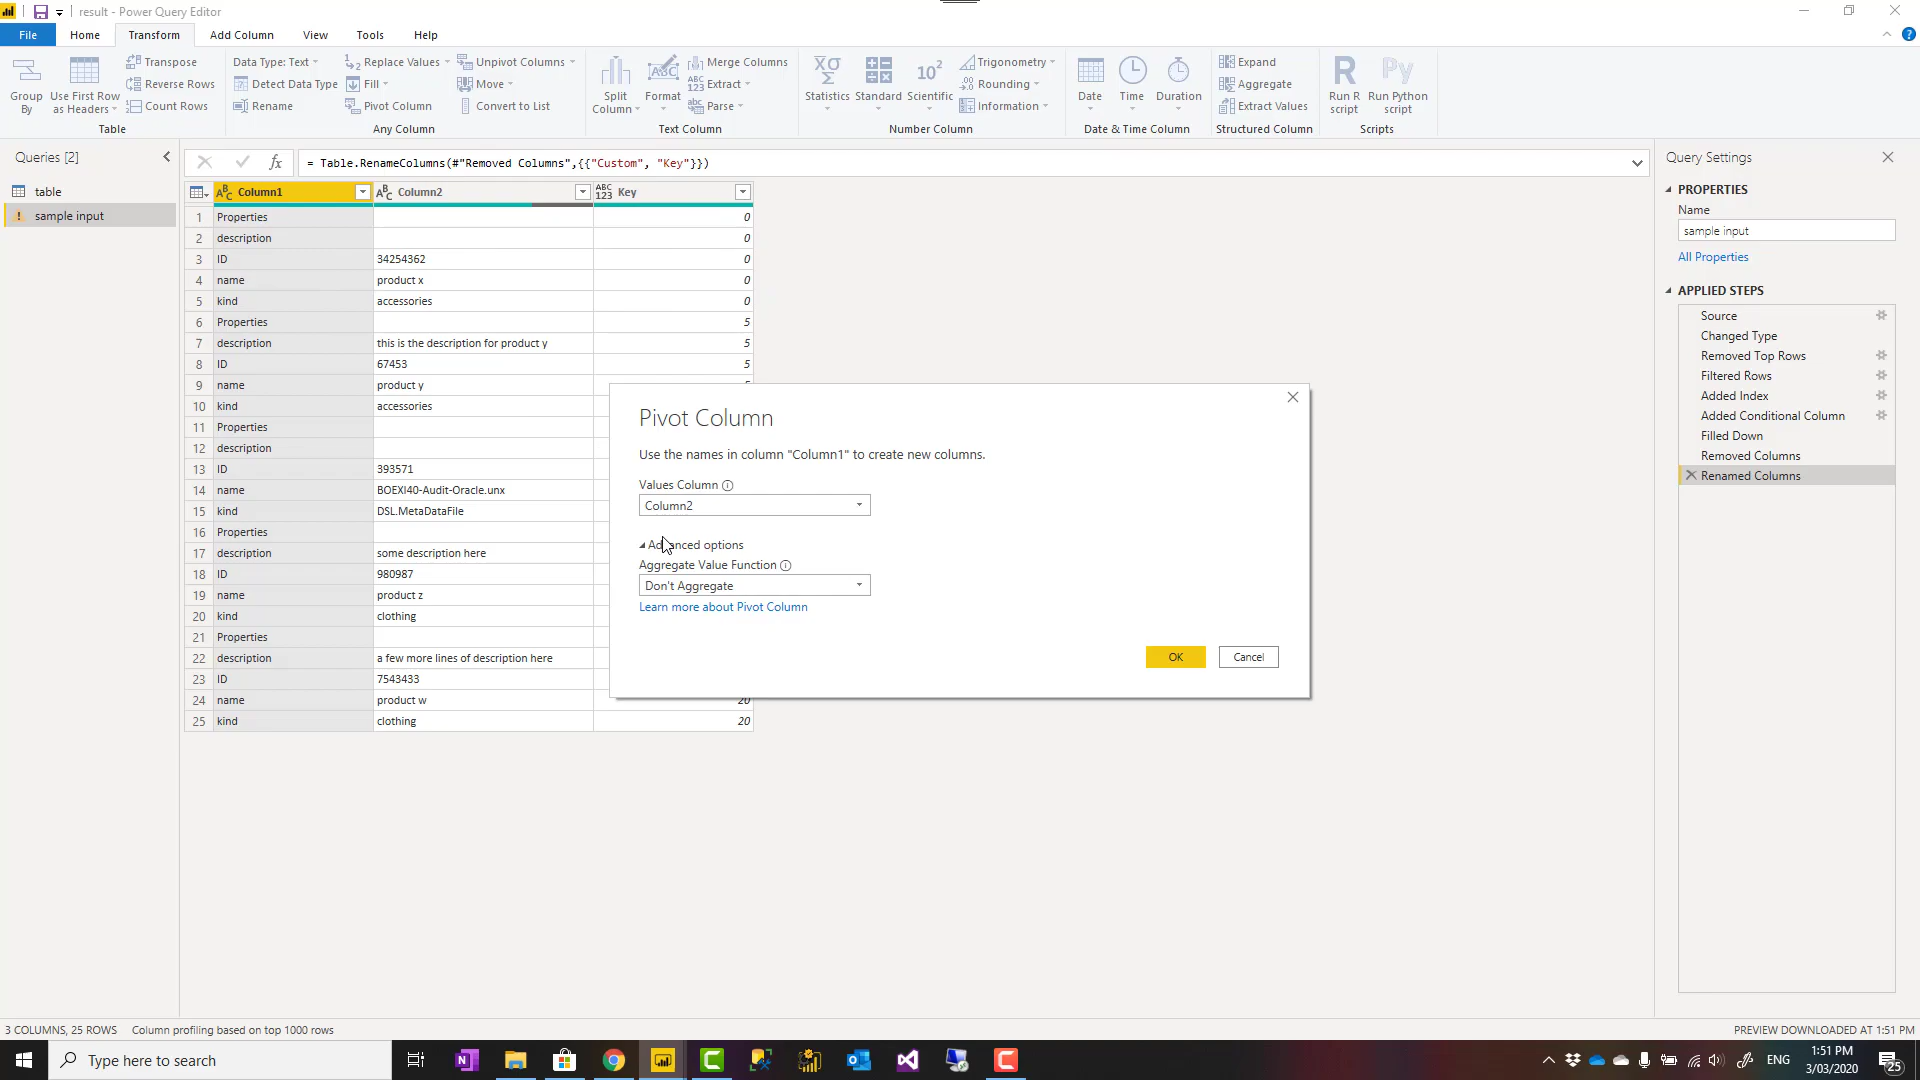 result - Power Query Editor
File Home Transform Add Column View Tools Help
Group By
Use First Row as Headers
Transpose
Reverse Rows
Count Rows
Table
Data Type: Text
Detect Data Type
Rename
Replace Values
Fill
Pivot Column
Unpivot Columns
Move
Convert to List
Any Column
Split Column
Format
Merge Columns
Extract
Parse
Text Column
Statistics
Standard
Scientific
Trigonometry
Rounding
Information
Number Column
Date
Time
Duration
Date & Time Column
Expand
Aggregate
Extract Values
Structured Column
Run R script
Run Python script
Scripts
Queries [2]
table
sample input
= Table.RenameColumns(#"Removed Columns",{{"Custom", "Key"}})
Column1 Column2 Key
1 Properties 0
2 description 0
3 ID 34254362 0
4 name product x 0
5 kind accessories 0
6 Properties 5
7 description this is the description for product y 5
8 ID 67453 5
9 name product y
10 kind accessories
11 Properties
12 description
13 ID 393571
14 name BOEXI40-Audit-Oracle.unx
15 kind DSL.MetaDataFile
16 Properties
17 description some description here
18 ID 980987
19 name product z
20 kind clothing
21 Properties
22 description a few more lines of description here
23 ID 7543433
24 name product w 20
25 kind clothing 20
Pivot Column
Use the names in column "Column1" to create new columns.
Values Column
Column2
Advanced options
Aggregate Value Function
Don't Aggregate
Learn more about Pivot Column
OK Cancel
Query Settings
PROPERTIES
Name
sample input
All Properties
APPLIED STEPS
Source
Changed Type
Removed Top Rows
Filtered Rows
Added Index
Added Conditional Column
Filled Down
Removed Columns
Renamed Columns
3 COLUMNS, 25 ROWS Column profiling based on top 1000 rows
PREVIEW DOWNLOADED AT 1:51 PM
Type here to search
ENG
1:51 PM
3/03/2020
25